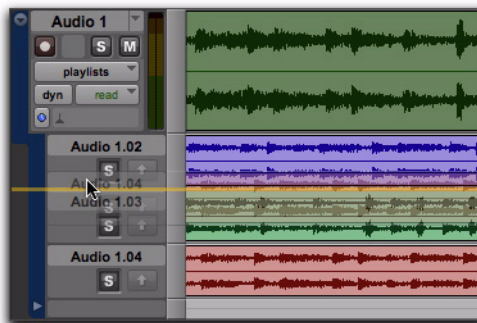 Audio 1
S M
playlists
dyn read
Audio 1.02
S
Audio 1.04
Audio 1.03
S
Audio 1.04
S